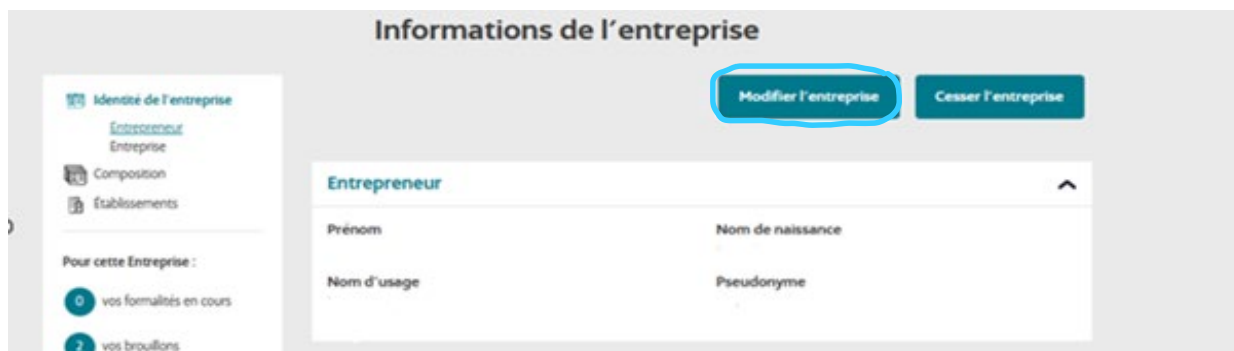 Informations de l'entreprise
Identité de l'entreprise
Entrepreneur
Entreprise
Composition
Établissements
Pour cette Entreprise :
0 vos formalités en cours
2 vos brouillons
Modifier l'entreprise
Cesser l'entreprise
Entrepreneur
Prénom
Nom de naissance
Nom d'usage
Pseudonyme